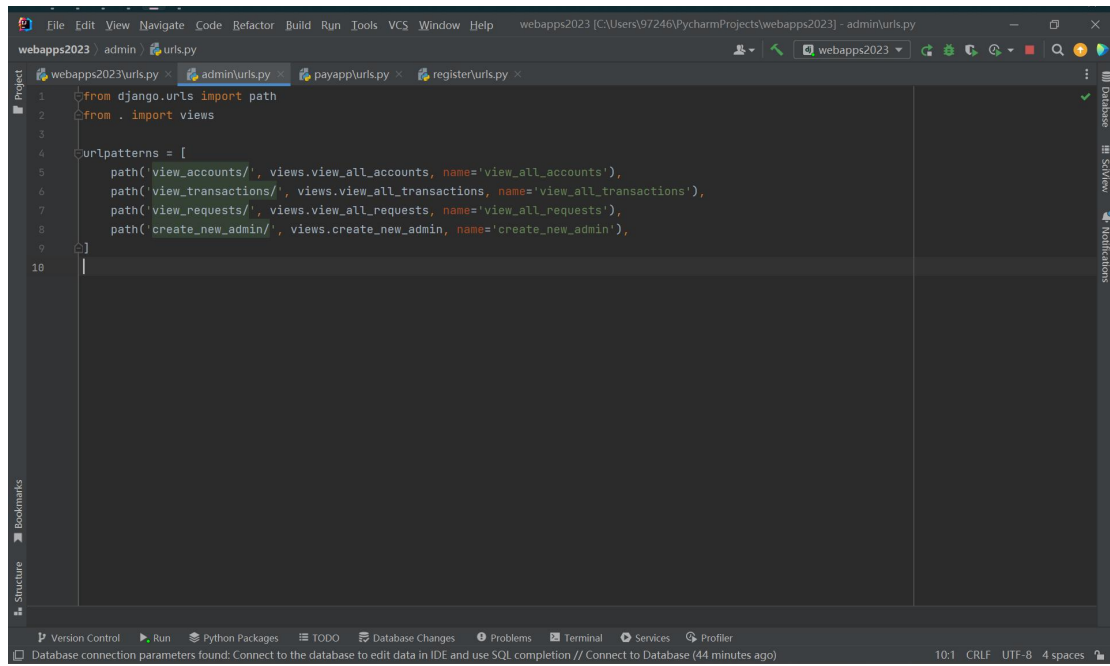 File Edit View Navigate Code Refactor Build Run Tools VCS Window Help webapps2023 [C:\Users\97246\PycharmProjects\webapps2023] - admin\urls.py
webapps2023 admin urls.py webapps2023
webapps2023\urls.py admin\urls.py payapp\urls.py register\urls.py
Project
Database
SciView
Notifications
1 from django.urls import path
2 from . import views
3
4 urlpatterns = [
5 path('view_accounts/', views.view_all_accounts, name='view_all_accounts'),
6 path('view_transactions/', views.view_all_transactions, name='view_all_transactions'),
7 path('view_requests/', views.view_all_requests, name='view_all_requests'),
8 path('create_new_admin/', views.create_new_admin, name='create_new_admin'),
9 ]
10
Bookmarks
Structure
Version Control Run Python Packages TODO Database Changes Problems Terminal Services Profiler
Database connection parameters found: Connect to the database to edit data in IDE and use SQL completion // Connect to Database (44 minutes ago) 10:1 CRLF UTF-8 4 spaces